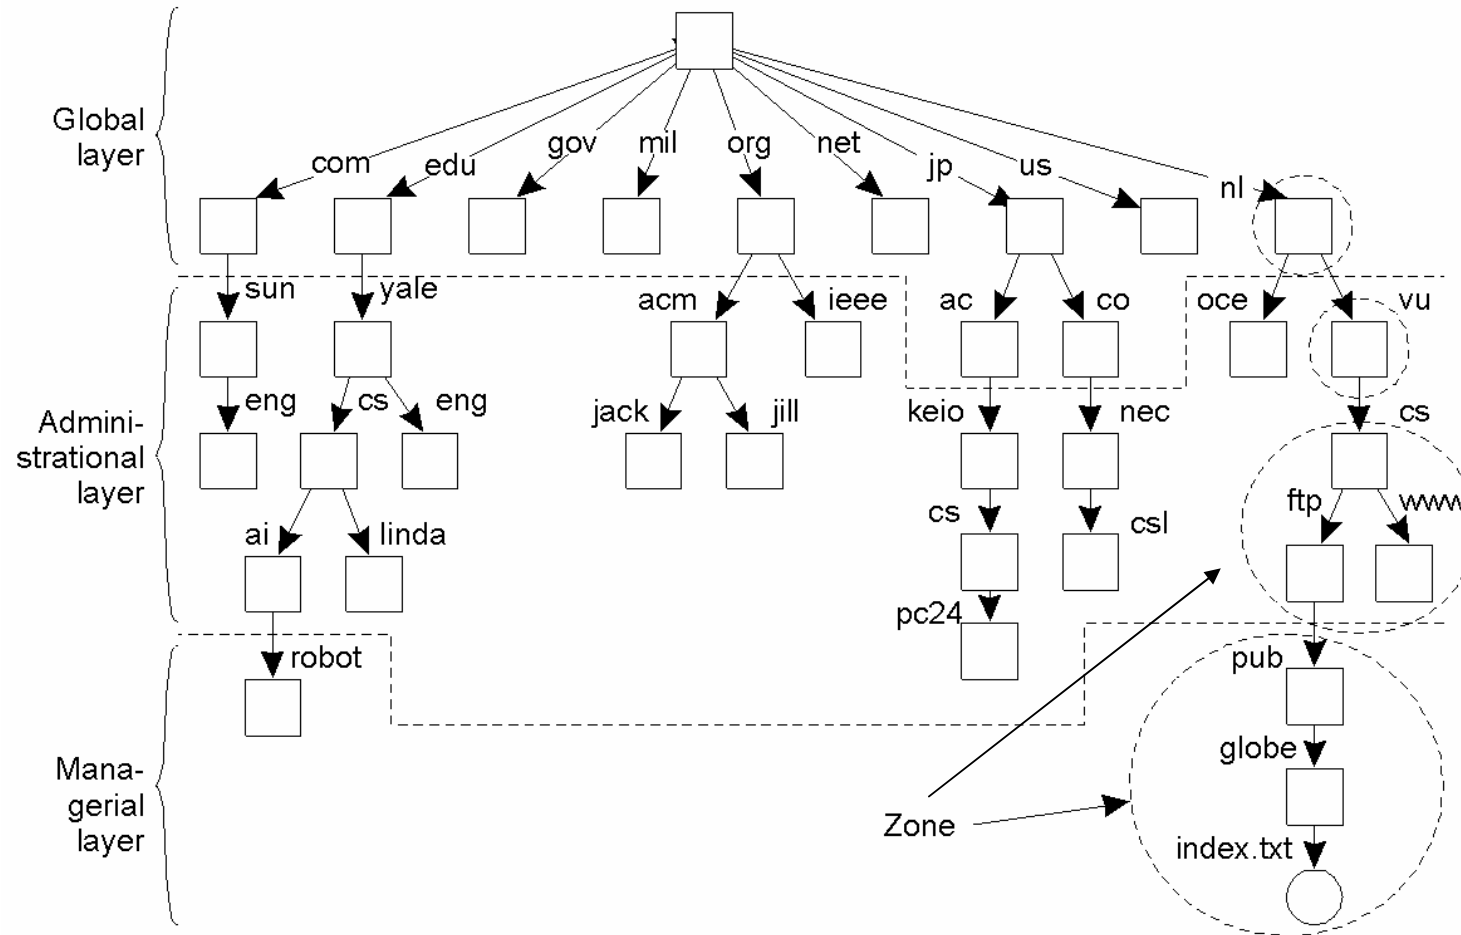 Global
layer
com
edu
gov
mil
org
net
jp
us
nl
sun
yale
acm
ieee
ac
co
oce
vu
Admini-
strational
layer
eng
cs
eng
jack
jill
keio
nec
cs
ai
linda
cs
csl
ftp
www
pc24
robot
pub
Mana-
gerial
layer
globe
Zone
index.txt